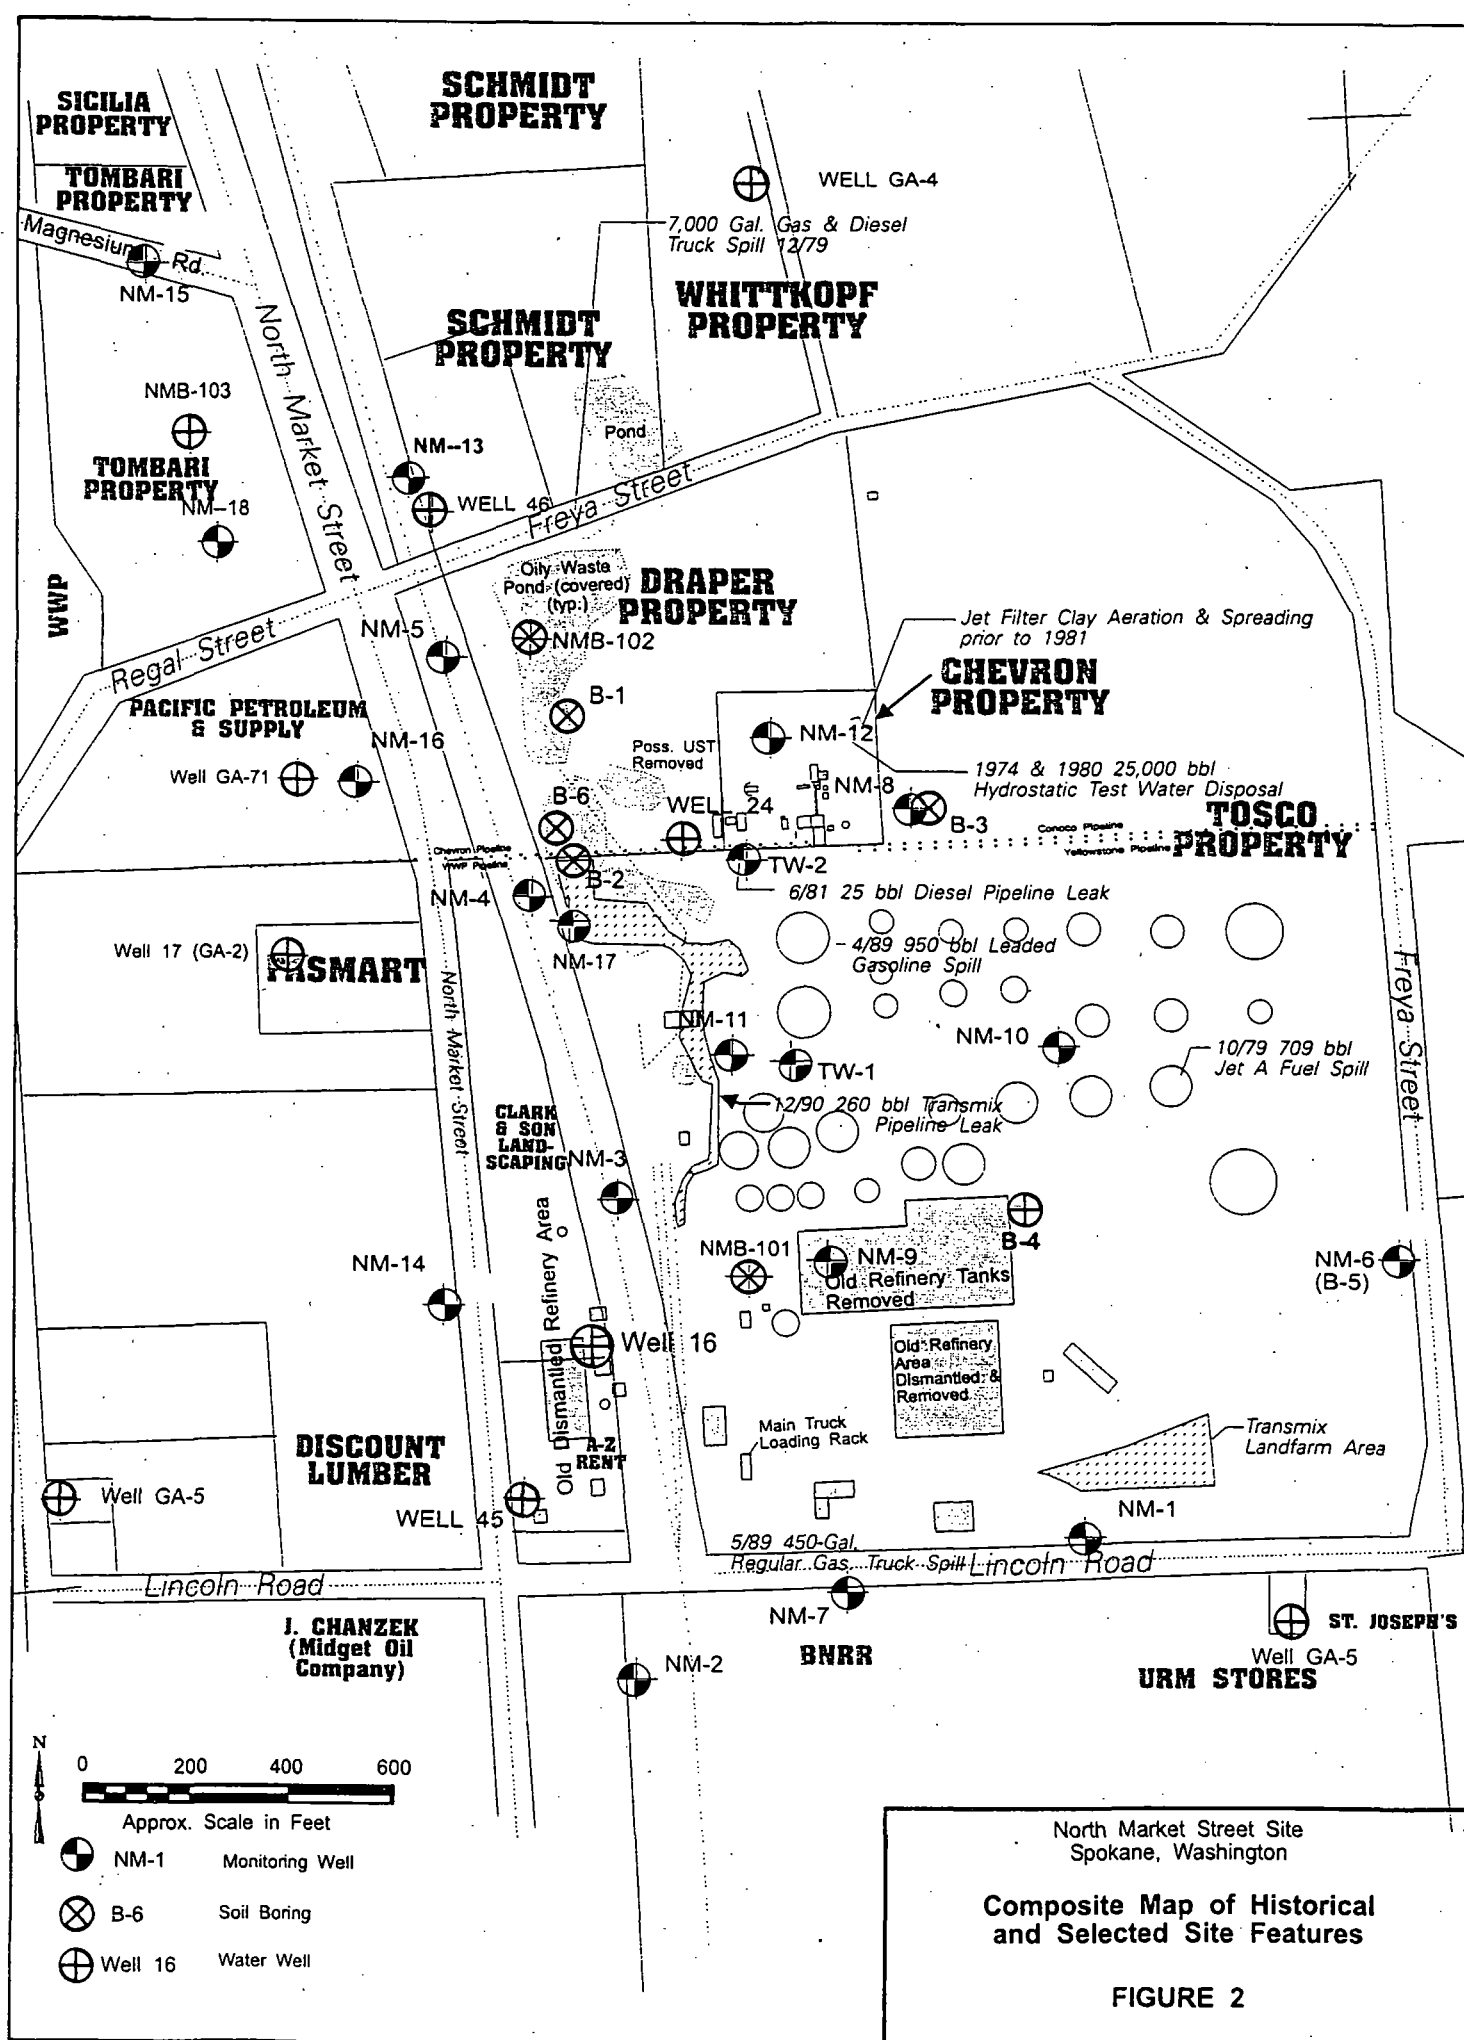 SCHMIDT
PROPERTY
SICILIA
PROPERTY
TOMBARI
PROPERTY
WELL GA-4
7,000 Gal. Gas & Diesel
Truck Spill 12/79
Magnesium Rd.
NM-15
WHITTKOPF
PROPERTY
SCHMIDT
PROPERTY
North Market Street
NMB-103
Pond
NM--13
TOMBARI
PROPERTY
NM-18
WELL 46
Freya Street
Oily Waste
Pond (covered)
(typ.)
DRAPER
PROPERTY
WWP
Jet Filter Clay Aeration & Spreading
prior to 1981
NM-5
NMB-102
Regal Street
CHEVRON
PROPERTY
B-1
PACIFIC PETROLEUM
& SUPPLY
NM-16
NM-12
Poss. UST
Removed
Well GA-71
1974 & 1980 25,000 bbl
Hydrostatic Test Water Disposal
NM-8
B-6
WELL 24
TOSCO
PROPERTY
B-3
Conoco Pipeline
Yellowstone Pipeline
Chevron Pipeline
WWP Pipeline
TW-2
B-2
6/81 25 bbl Diesel Pipeline Leak
NM-4
Well 17 (GA-2)
4/89 950 bbl Leaded
Gasoline Spill
NM-17
FASMART
Freya Street
North Market Street
NM-11
NM-10
10/79 709 bbl
Jet A Fuel Spill
TW-1
12/90 260 bbl Transmix
Pipeline Leak
CLARK
& SON
LAND-
SCAPING
NM-3
Old Dismantled Refinery Area
NMB-101
NM-9
B-4
NM-14
NM-6
(B-5)
Old Refinery Tanks
Removed
Well 16
Old Refinery
Area
Dismantled &
Removed
Main Truck
Loading Rack
Transmix
Landfarm Area
DISCOUNT
LUMBER
A-Z
RENT
Well GA-5
WELL 45
NM-1
5/89 450-Gal.
Regular Gas Truck Spill
Lincoln Road
Lincoln Road
NM-7
J. CHANZEK
(Midget Oil
Company)
BNRR
ST. JOSEPH'S
Well GA-5
NM-2
URM STORES
N
0 200 400 600
Approx. Scale in Feet
NM-1 Monitoring Well
B-6 Soil Boring
Well 16 Water Well
North Market Street Site
Spokane, Washington
Composite Map of Historical
and Selected Site Features
FIGURE 2